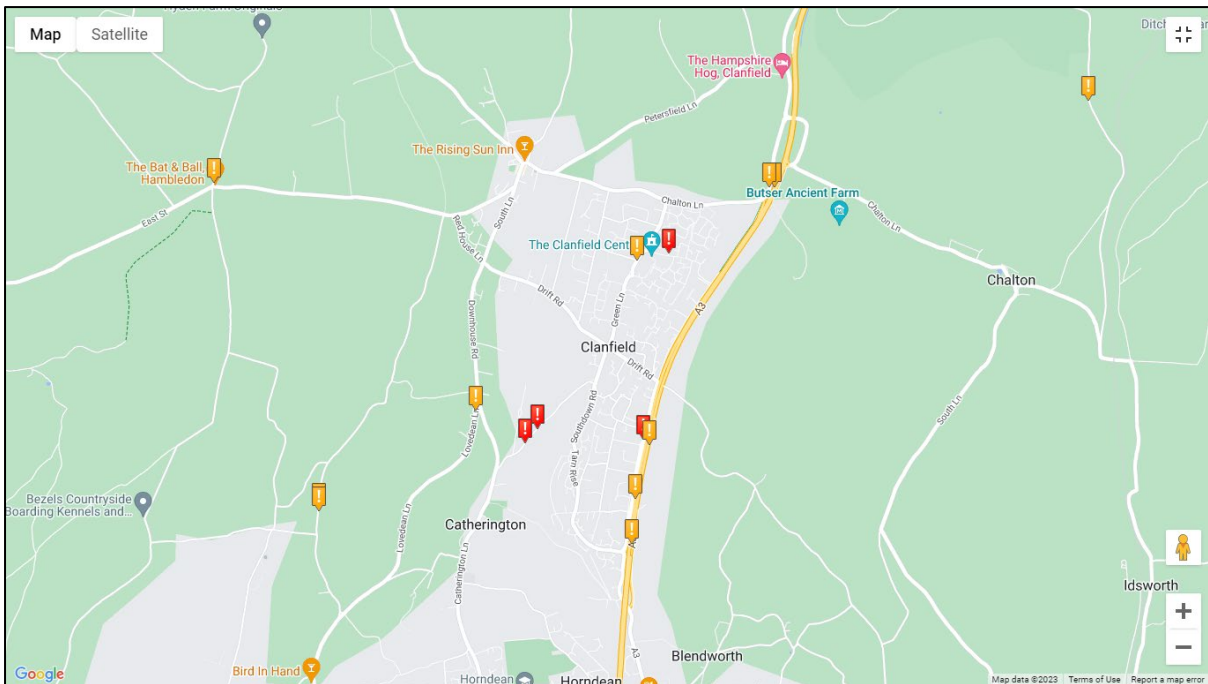 Map Satellite
Hyden Farm Originals
The Hampshire
Hog, Clanfield
Petersfield Ln
The Rising Sun Inn
The Bat & Ball,
Hambledon
East St
Chalton Ln
Butser Ancient Farm
Chalton Ln
South Ln
Red House Ln
The Clanfield Cent
Chalton
Drift Rd
Green Ln
A3
Downhouse Rd
Clanfield
Drift Rd
Lovedean Ln
Southdown Rd
South Ln
Tarn Rise
Bezels Countryside
Boarding Kennels and...
Catherington
Lovedean Ln
Catherington Ln
Idsworth
A3
Blendworth
Bird In Hand
Horndean
Horndean
Google
Map data ©2023 Terms of Use Report a map error